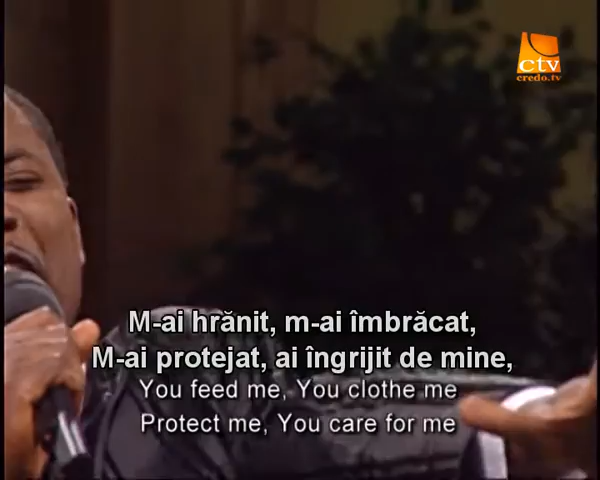 ctv
credo.tv
M-ai hrănit, m-ai îmbrăcat,
M-ai protejat, ai îngrijit de mine,
You feed me, You clothe me
Protect me, You care for me